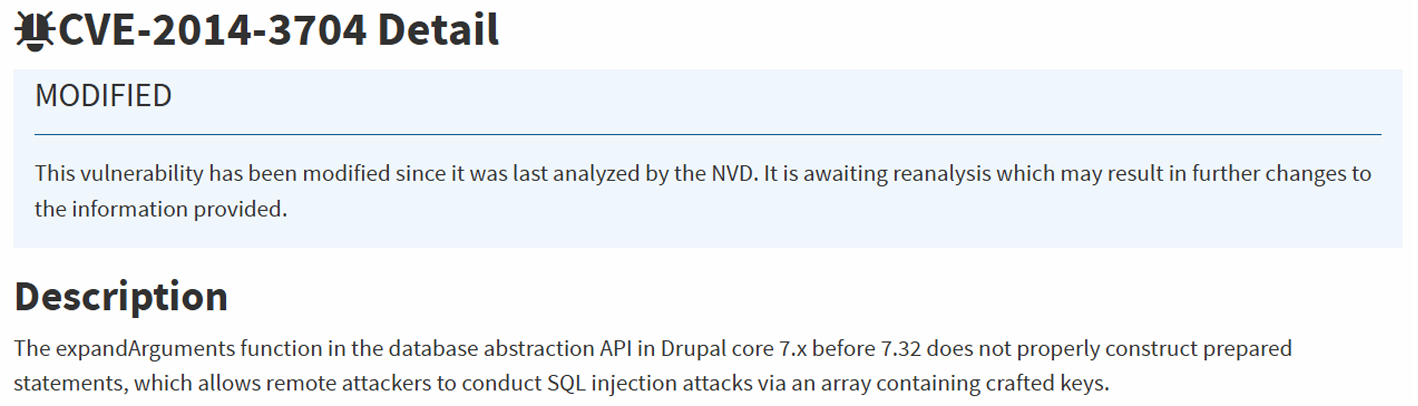 CVE-2014-3704 Detail
MODIFIED
This vulnerability has been modified since it was last analyzed by the NVD. It is awaiting reanalysis which may result in further changes to
the information provided.
Description
The expandArguments function in the database abstraction API in Drupal core 7.x before 7.32 does not properly construct prepared
statements, which allows remote attackers to conduct SQL injection attacks via an array containing crafted keys.